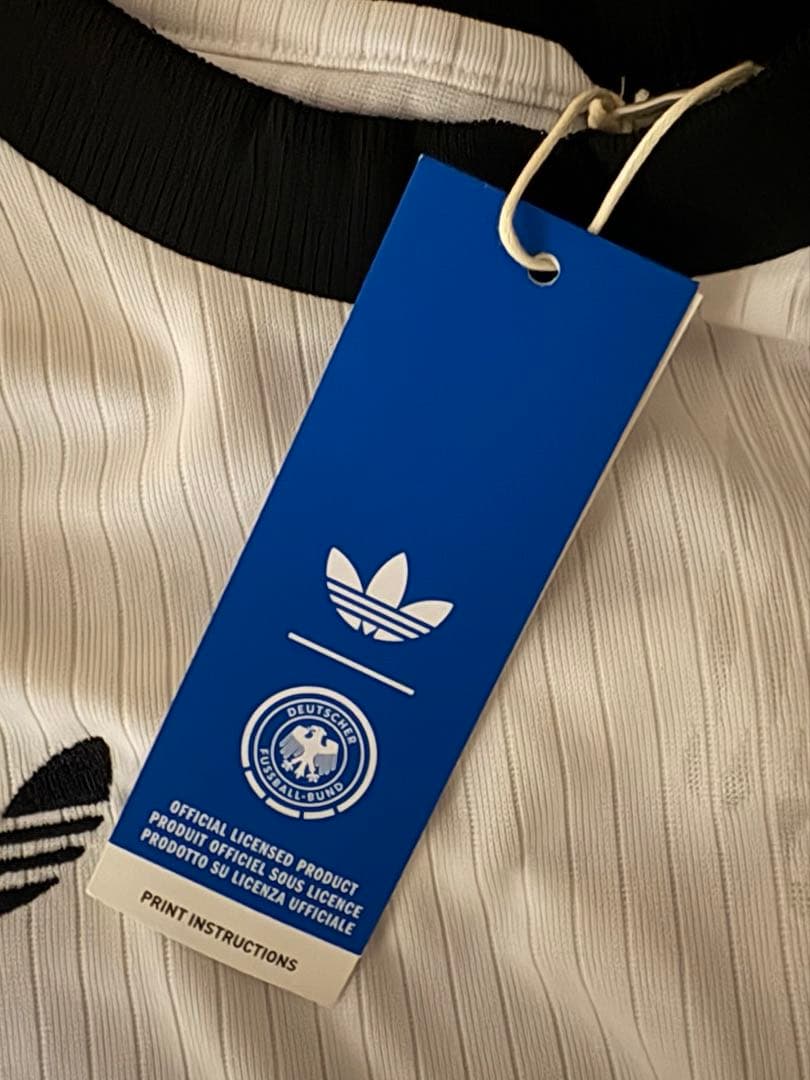 DEUTSCHER
FUSSBALL-BUND
OFFICIAL LICENSED PRODUCT
PRODUIT OFFICIEL SOUS LICENCE
PRODOTTO SU LICENZA UFFICIALE
PRINT INSTRUCTIONS